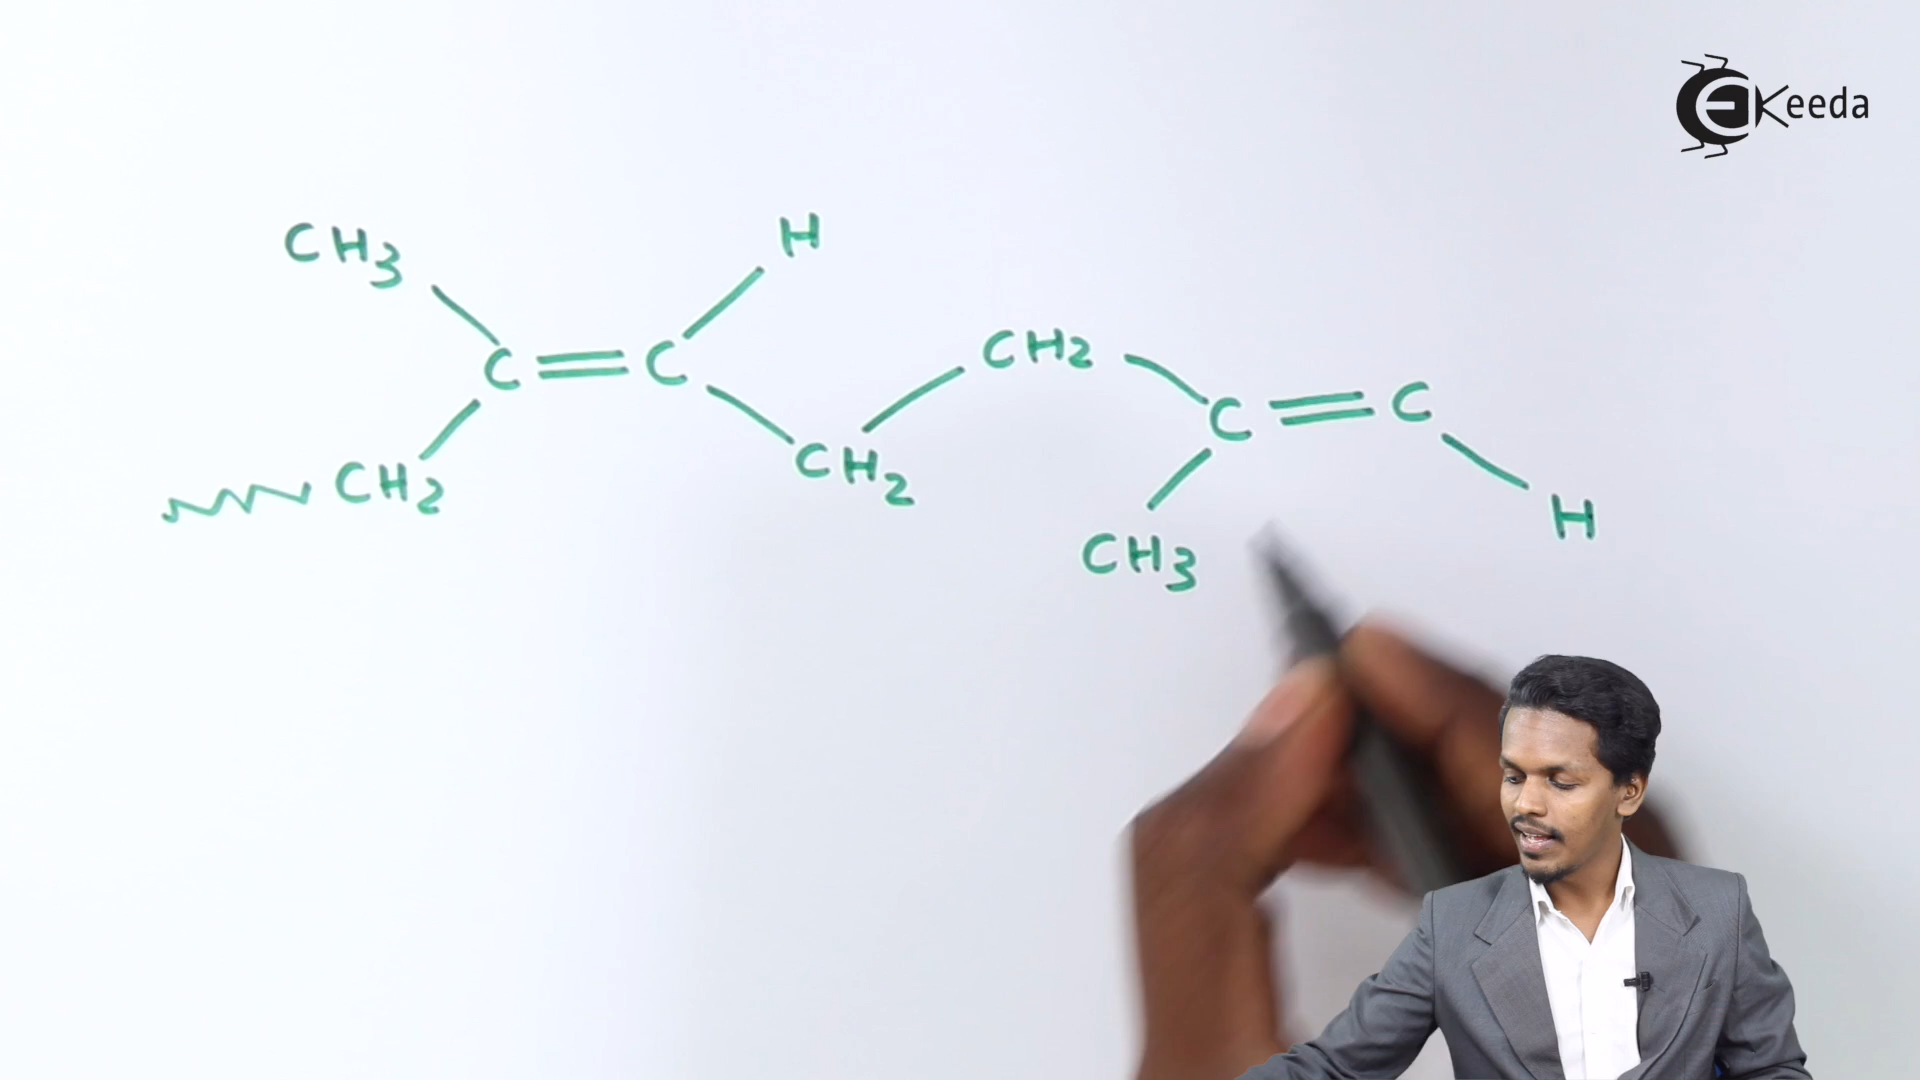 Keeda
CH3 H
C = C CH2
C = C
CH2 CH2
H
CH3